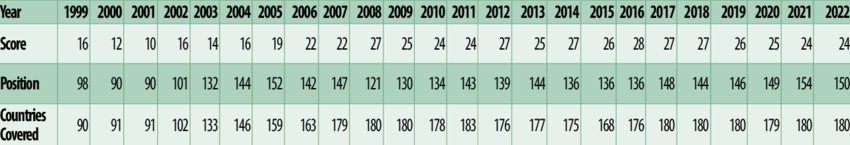 Year 1999 2000 2001 2002 2003 2004 2005 2006 2007 2008 2009 2010 2011 2012 2013 2014 2015 2016 2017 2018 2019 2020 2021 2022
Score 16 12 10 16 14 16 19 22 22 27 25 24 24 27 25 27 26 28 27 27 26 25 24 24
Position 98 90 90 101 132 144 152 142 147 121 130 134 143 139 144 136 136 136 148 144 146 149 154 150
Countries
Covered 90 91 91 102 133 146 159 163 179 180 180 178 183 176 177 175 168 176 180 180 180 179 180 180